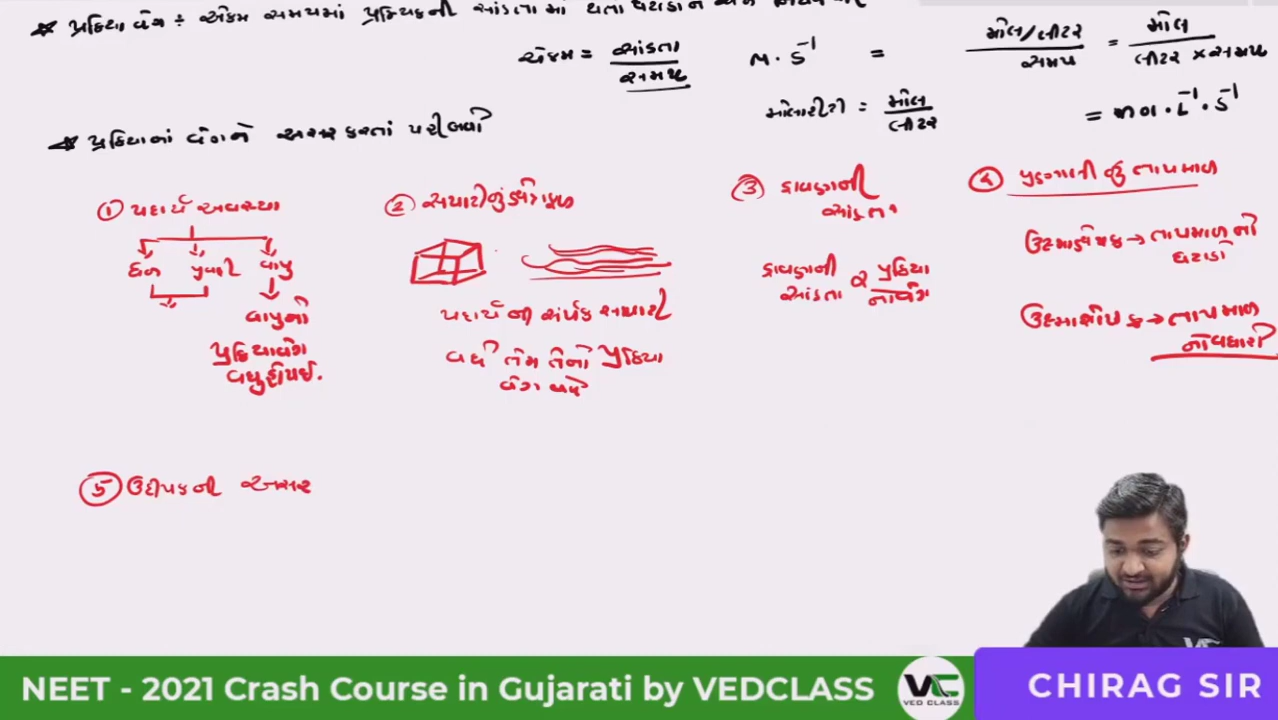 * પ્રક્રિયા વેગ : એકમ સમયમાં પ્રક્રિયકની સાંદ્રતામાં થતા ઘટાડાને
એકમ = સાંદ્રતા / સમય
M · S⁻¹ = મોલ/લીટર / સમય = મોલ / લીટર × સમય
મોલારીટી = મોલ / લીટર
= mol · L⁻¹ · S⁻¹
* પ્રક્રિયાનાં વેગને અસર કરતાં પરીબળો
① પદાર્થ અવસ્થા
ઘન પ્રવાહી વાયુ
વાયુનો
પ્રક્રિયાવેગ
વધુ હોય છે.
② સપાટીનું ક્ષેત્રફળ
પદાર્થની સંપર્ક સપાટી
વધે તેમ તેનો પ્રક્રિયા
વેગ વધે
③ દ્રાવણની
સાંદ્રતા
દ્રાવણની સાંદ્રતા ∝ પ્રક્રિયાનો વેગ
④ પ્રણાલીનું તાપમાન
ઉષ્માક્ષેપક → તાપમાનનો
ઘટાડો
ઉષ્માશોષક → તાપમાન
નો વધારો
⑤ ઉદ્દીપકની અસર
NEET - 2021 Crash Course in Gujarati by VEDCLASS
VED CLASS
CHIRAG SIR